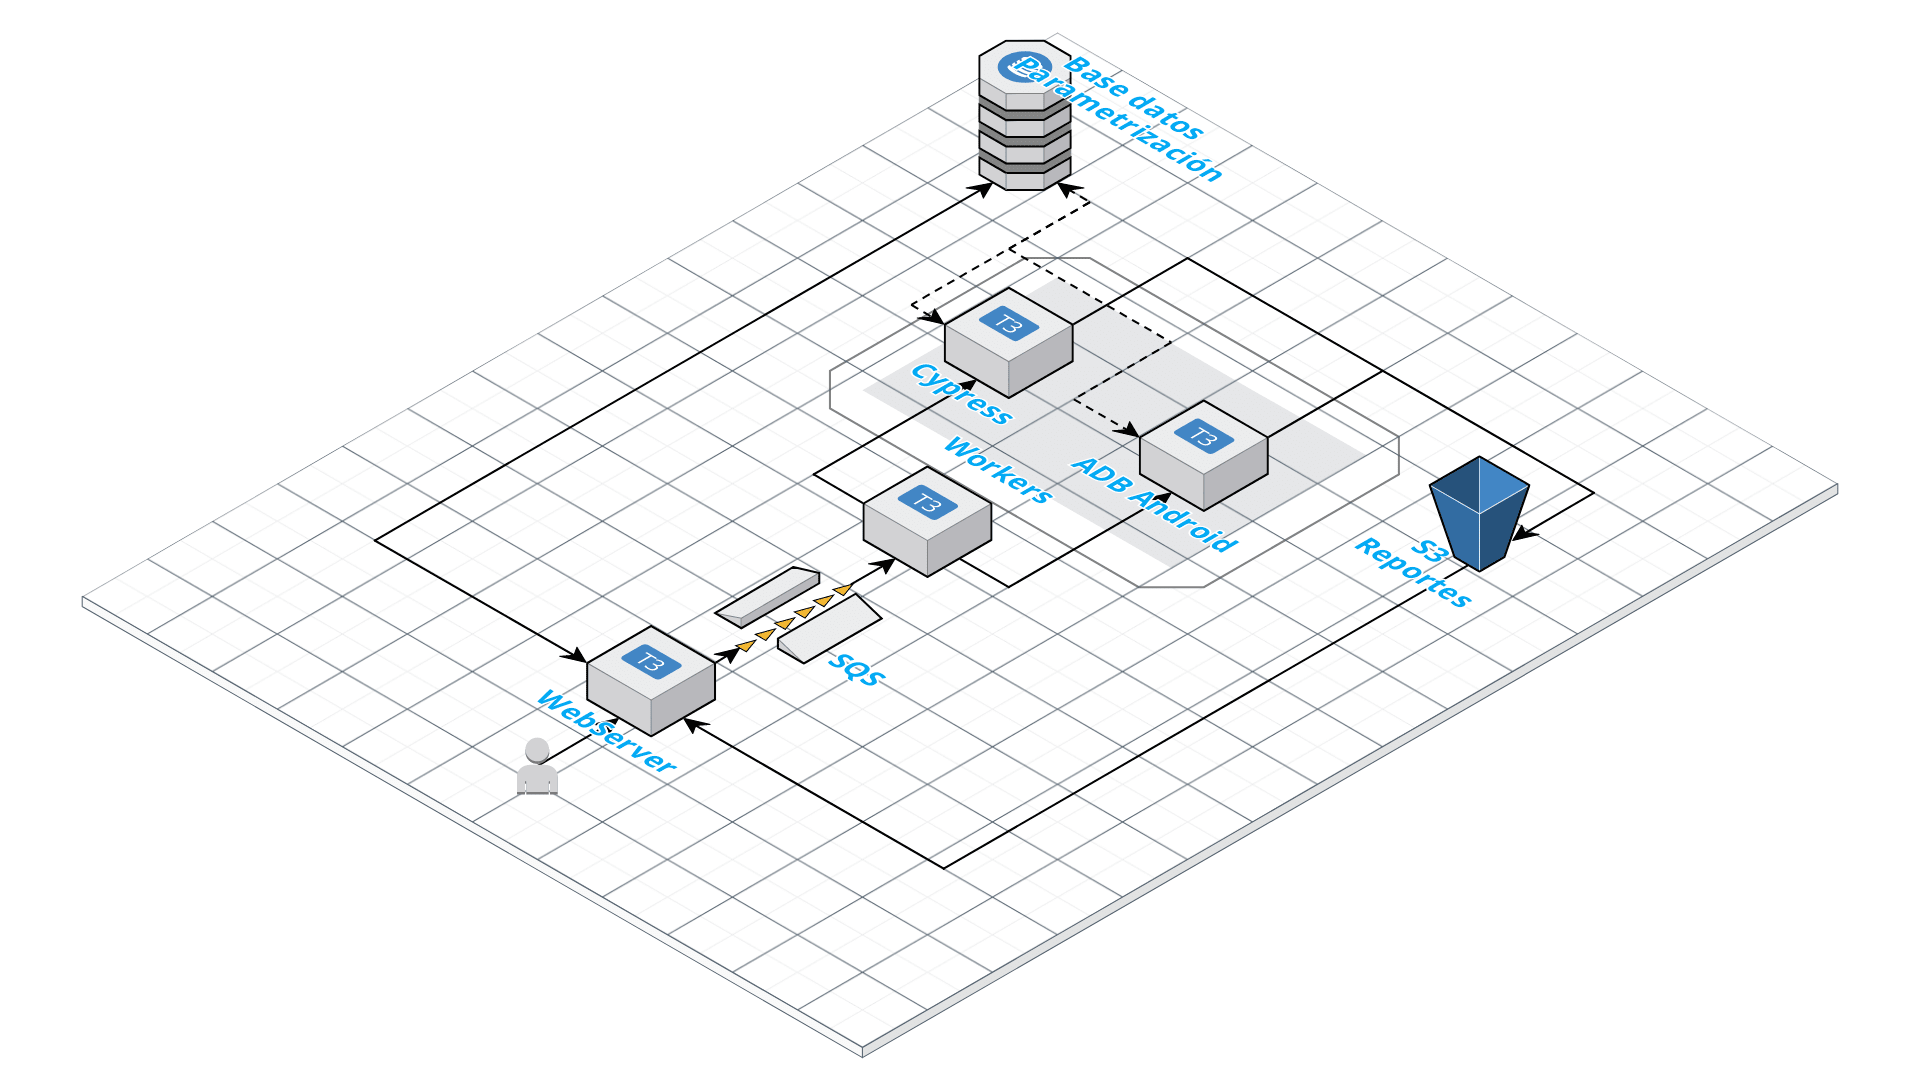 Base datos
Parametrización
T3
Cypress
T3
ADB Android
Workers
T3
S3
Reportes
SQS
T3
WebServer